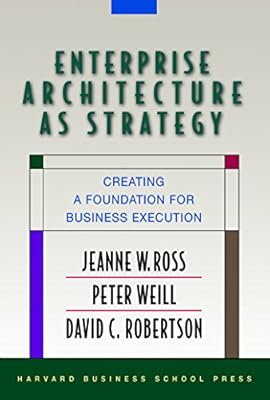 ENTERPRISE
ARCHITECTURE
AS STRATEGY
CREATING
A FOUNDATION FOR
BUSINESS EXECUTION
JEANNE W. ROSS
PETER WEILL
DAVID C. ROBERTSON
HARVARD BUSINESS SCHOOL PRESS